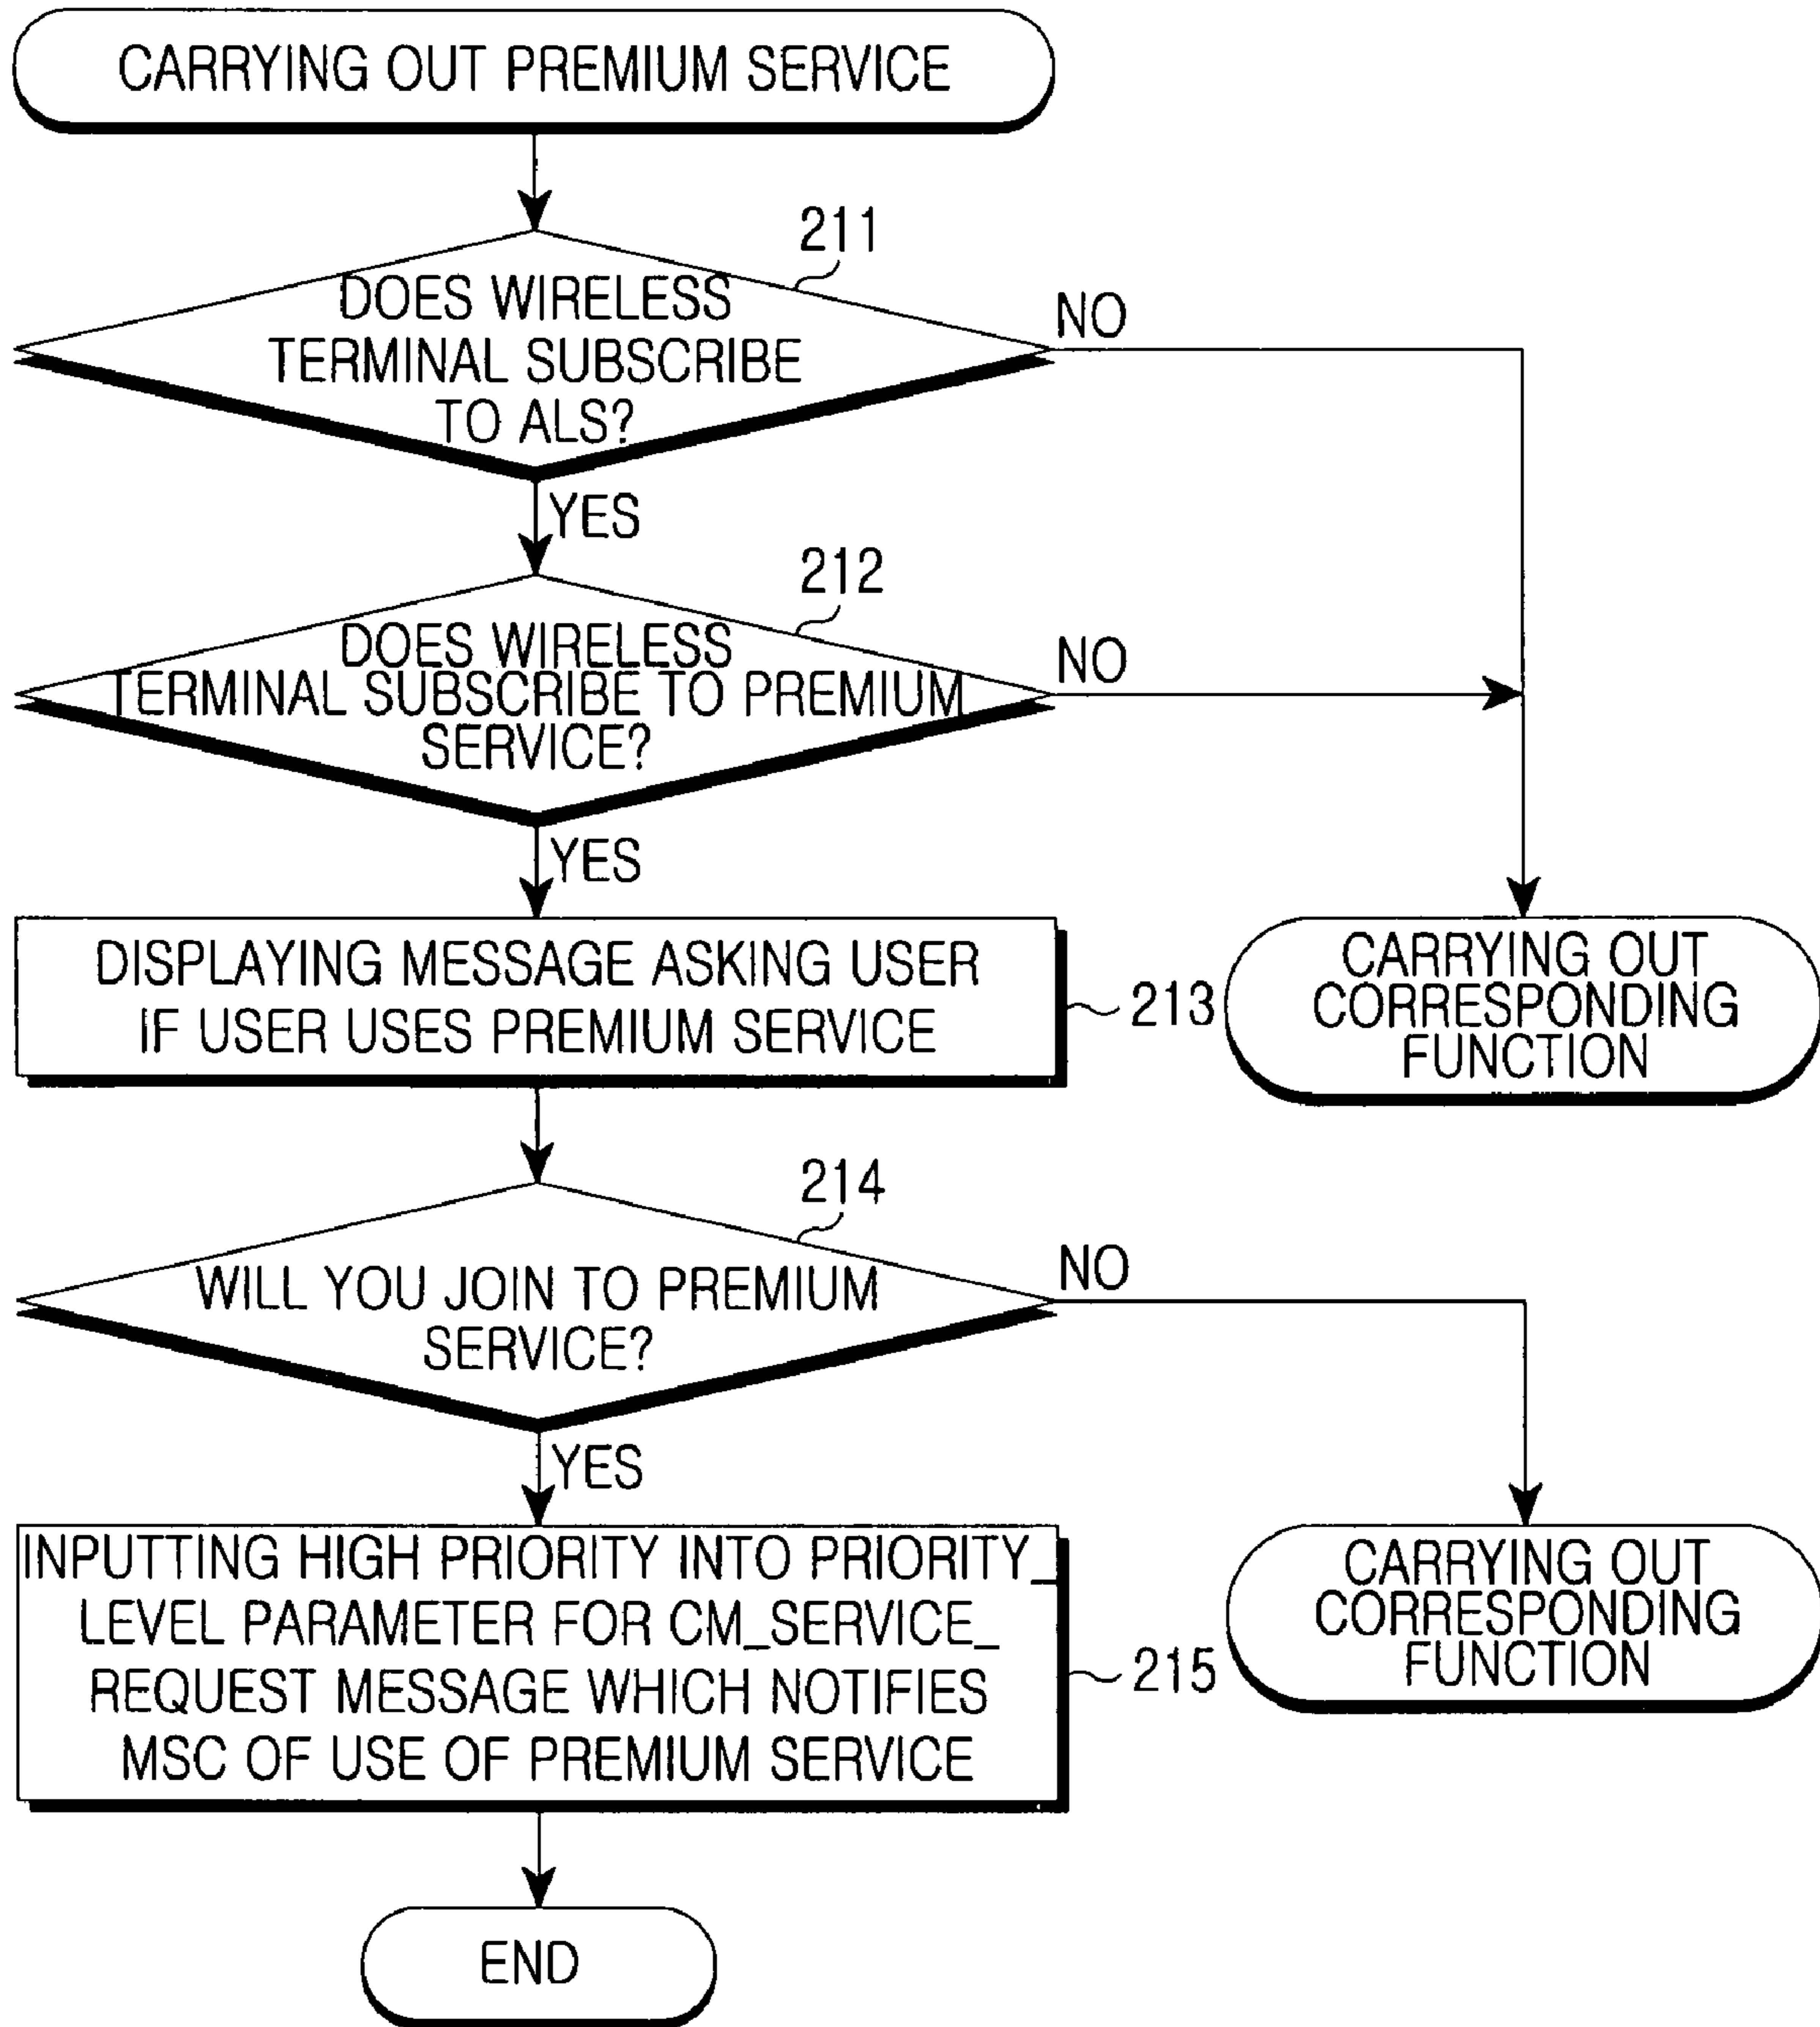 CARRYING OUT PREMIUM SERVICE
211
DOES WIRELESS
TERMINAL SUBSCRIBE
TO ALS?
NO
YES
212
DOES WIRELESS
TERMINAL SUBSCRIBE TO PREMIUM
SERVICE?
NO
YES
DISPLAYING MESSAGE ASKING USER
IF USER USES PREMIUM SERVICE
213
CARRYING OUT
CORRESPONDING
FUNCTION
214
WILL YOU JOIN TO PREMIUM
SERVICE?
NO
YES
INPUTTING HIGH PRIORITY INTO PRIORITY_
LEVEL PARAMETER FOR CM_SERVICE_
REQUEST MESSAGE WHICH NOTIFIES
MSC OF USE OF PREMIUM SERVICE
215
CARRYING OUT
CORRESPONDING
FUNCTION
END